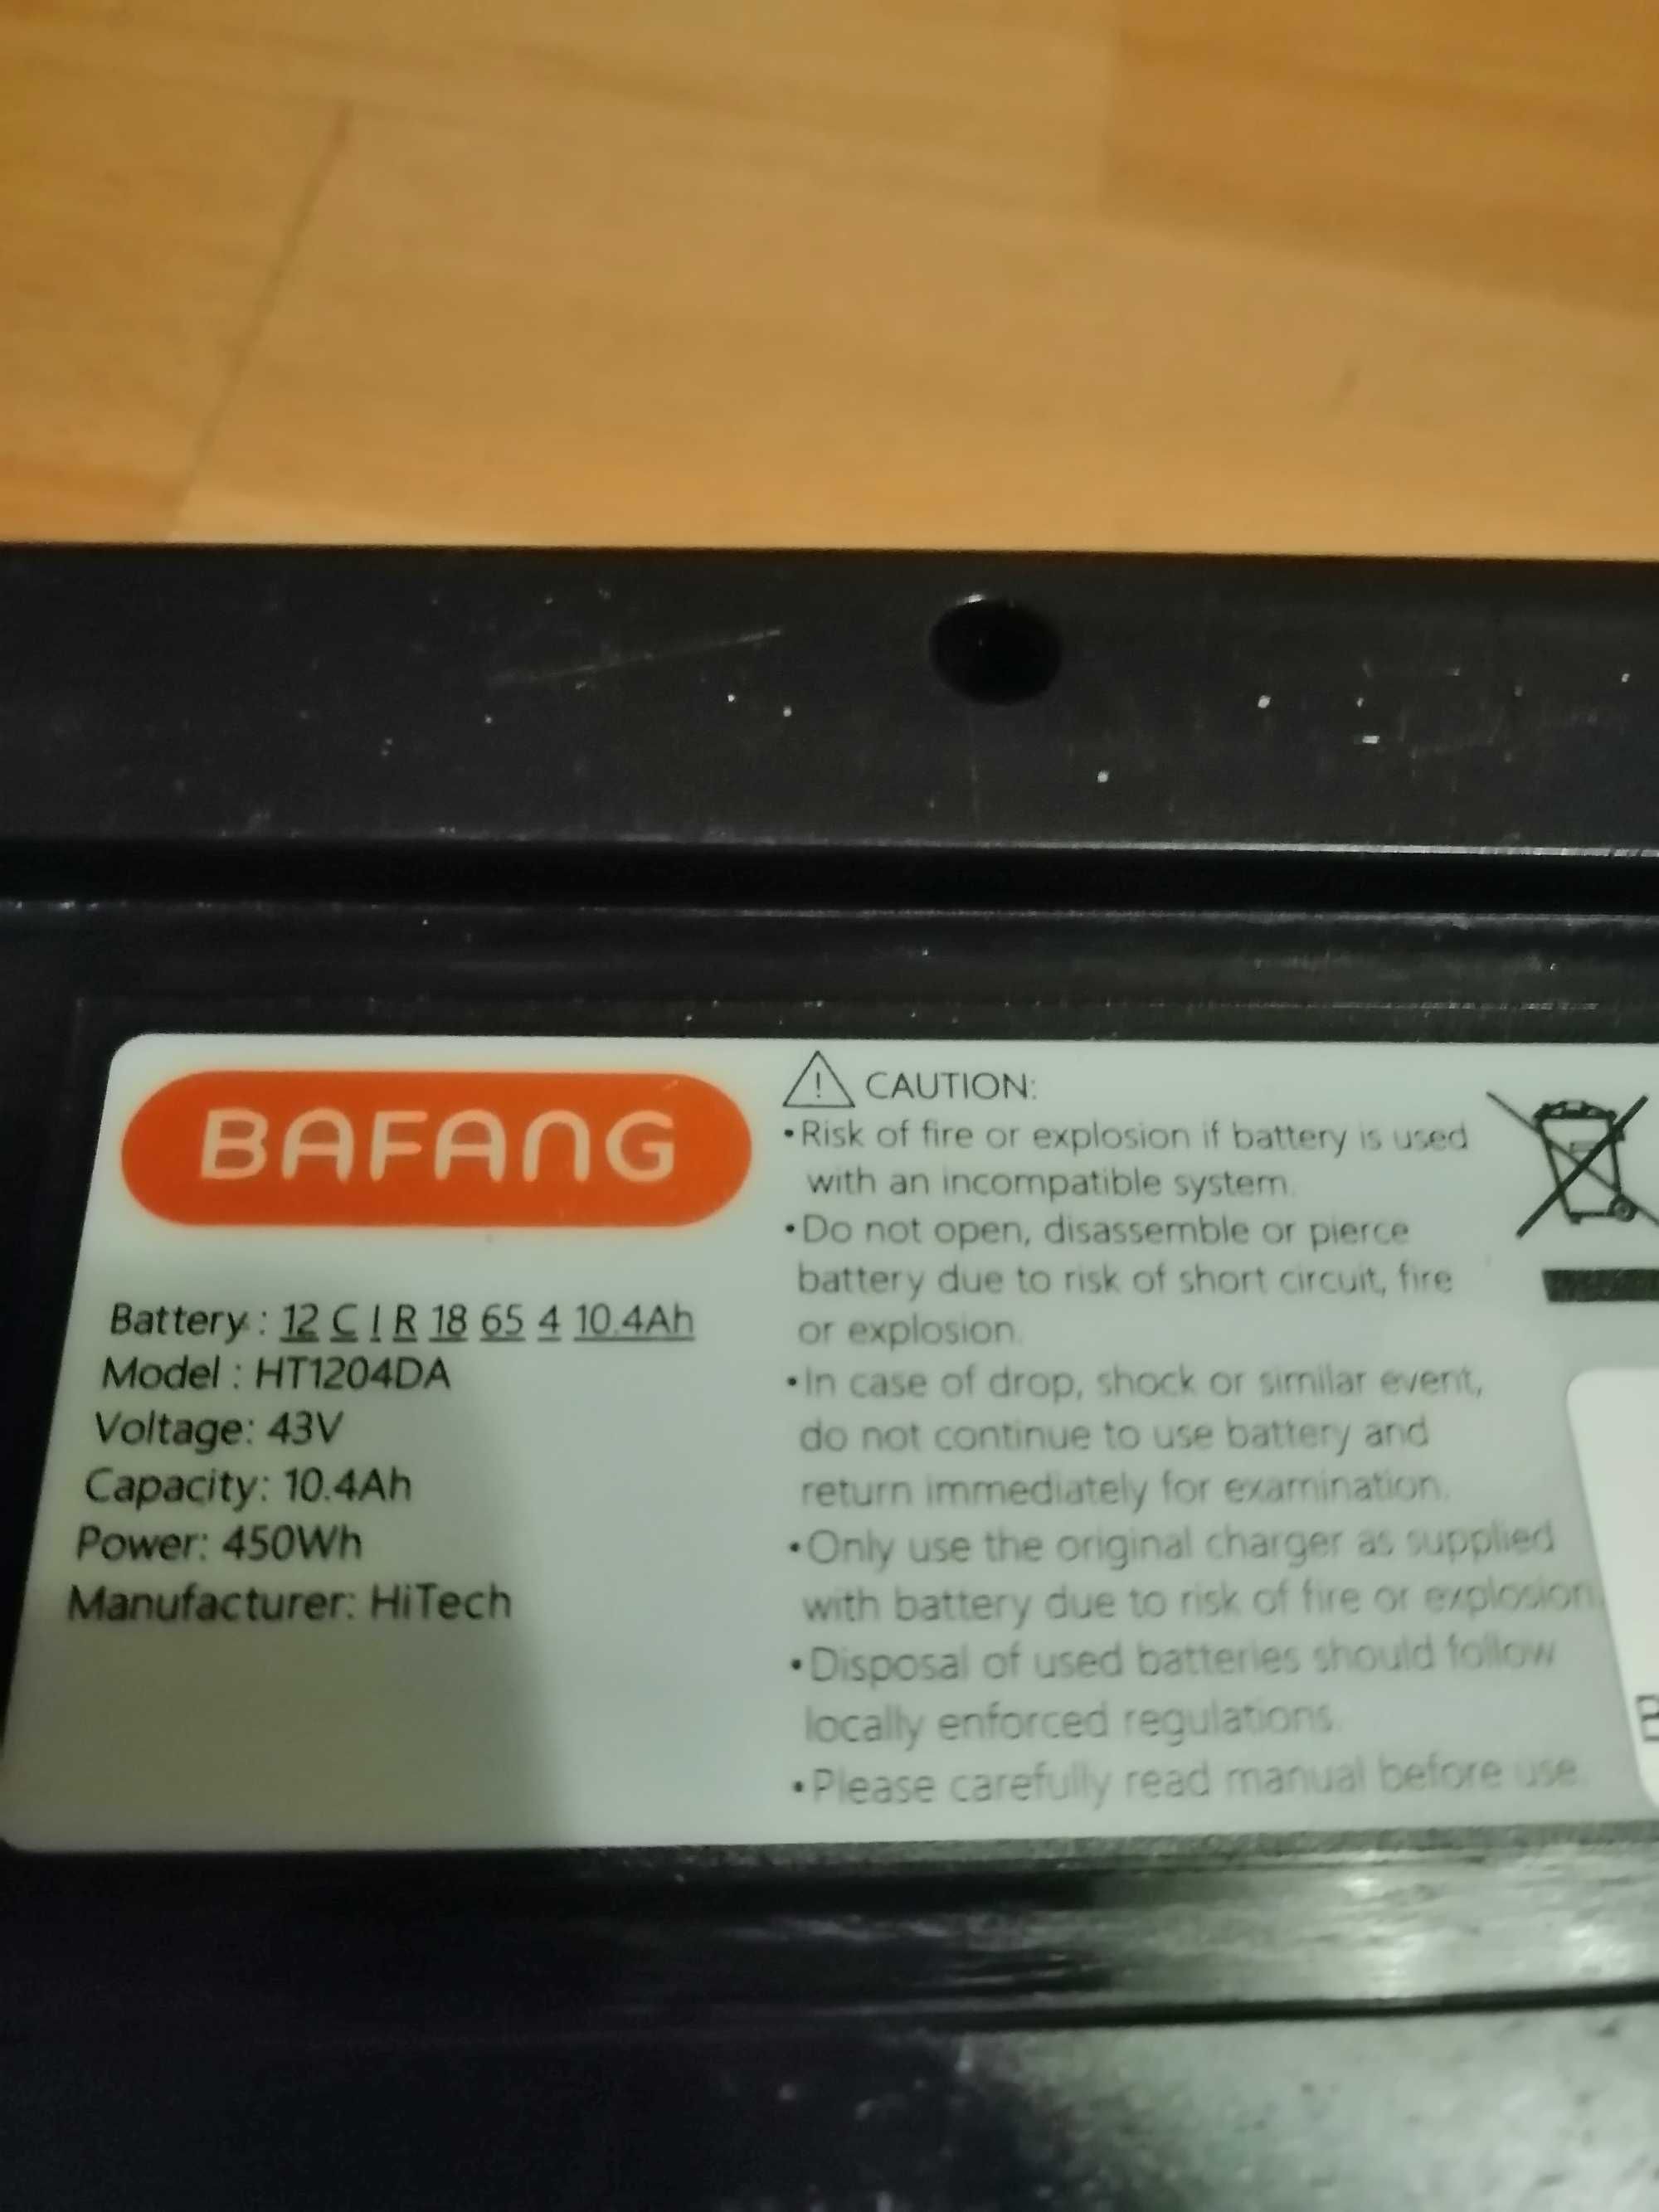 BAFANG
Battery : 12 C I R 18 65 4 10.4Ah
Model : HT1204DA
Voltage: 43V
Capacity: 10.4Ah
Power: 450Wh
Manufacturer: HiTech
CAUTION:
•Risk of fire or explosion if battery is used
with an incompatible system.
•Do not open, disassemble or pierce
battery due to risk of short circuit, fire
or explosion.
•In case of drop, shock or similar event,
do not continue to use battery and
return immediately for examination.
•Only use the original charger as supplied
with battery due to risk of fire or explosion.
•Disposal of used batteries should follow
locally enforced regulations.
•Please carefully read manual before use.